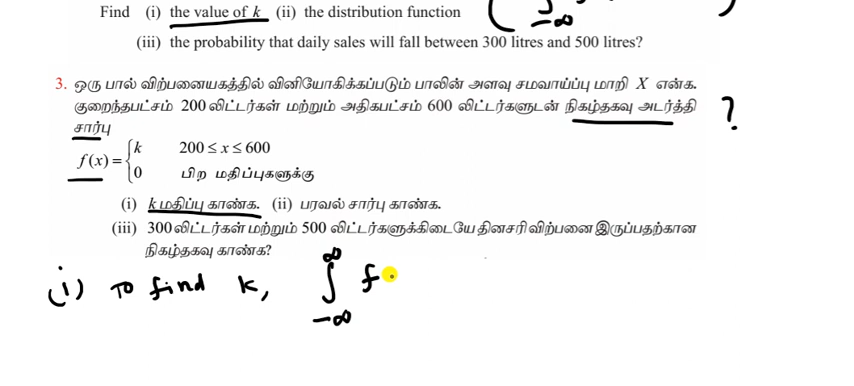 Find (i) the value of k (ii) the distribution function
∫ -∞
(iii) the probability that daily sales will fall between 300 litres and 500 litres?
3. ஒரு பால் விற்பனையகத்தில் வினியோகிக்கப்படும் பாலின் அளவு சமவாய்ப்பு மாறி X என்க.
குறைந்தபட்சம் 200 லிட்டர்கள் மற்றும் அதிகபட்சம் 600 லிட்டர்களுடன் நிகழ்தகவு அடர்த்தி ?
சார்பு
f(x) = { k 200 ≤ x ≤ 600
0 பிற மதிப்புகளுக்கு
(i) k மதிப்பு காண்க. (ii) பரவல் சார்பு காண்க.
(iii) 300 லிட்டர்கள் மற்றும் 500 லிட்டர்களுக்கிடையே தினசரி விற்பனை இருப்பதற்கான
நிகழ்தகவு காண்க?
(i) To find k, ∫ -∞ ∞ f